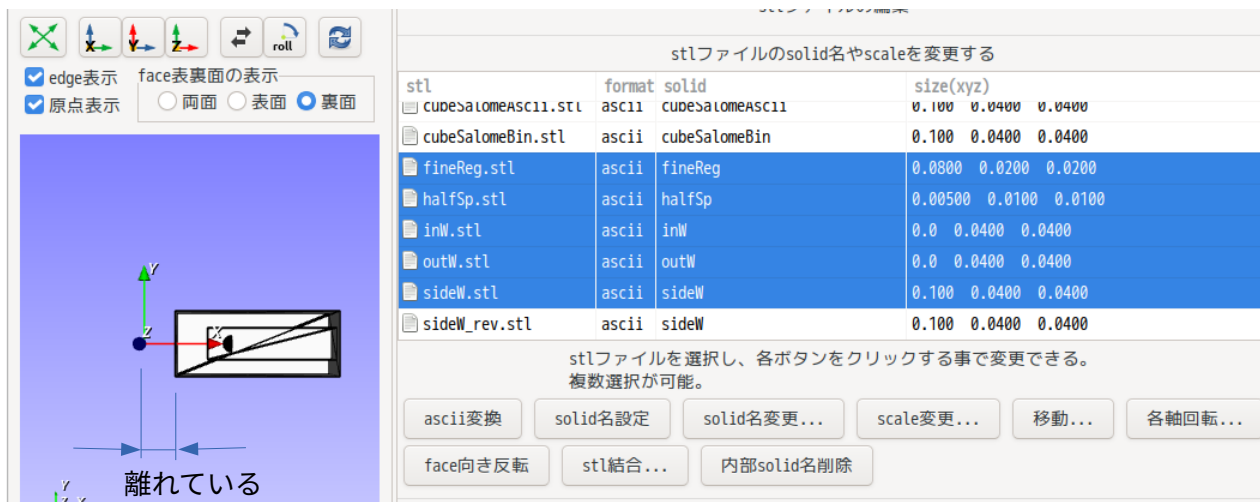 stlファイルのsolid名やscaleを変更する
X Y Z roll
edge表示 face表裏面の表示
原点表示 両面 表面 裏面
stl format solid size(xyz)
cubeSalomeAscii.stl ascii cubeSalomeAscii 0.100 0.0400 0.0400
cubeSalomeBin.stl ascii cubeSalomeBin 0.100 0.0400 0.0400
fineReg.stl ascii fineReg 0.0800 0.0200 0.0200
halfSp.stl ascii halfSp 0.00500 0.0100 0.0100
inW.stl ascii inW 0.0 0.0400 0.0400
outW.stl ascii outW 0.0 0.0400 0.0400
sideW.stl ascii sideW 0.100 0.0400 0.0400
sideW_rev.stl ascii sideW 0.100 0.0400 0.0400
Y
Z X
離れている
Y
Z X
stlファイルを選択し、各ボタンをクリックする事で変更できる。
複数選択が可能。
ascii変換 solid名設定 solid名変更... scale変更... 移動... 各軸回転...
face向き反転 stl結合... 内部solid名削除